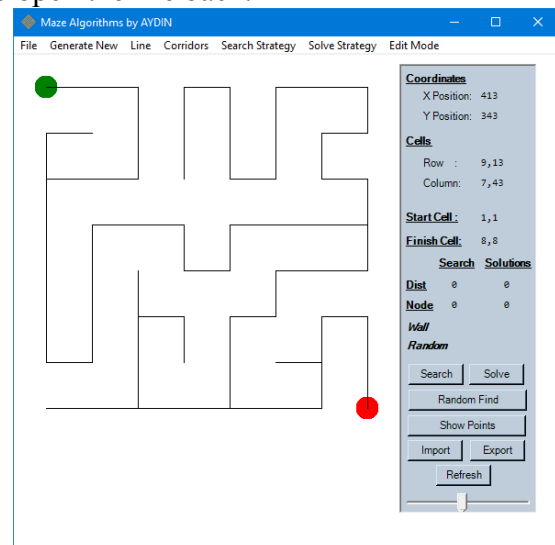 Maze Algorithms by AYDIN
File Generate New Line Corridors Search Strategy Solve Strategy Edit Mode
Coordinates
X Position: 413
Y Position: 343
Cells
Row : 9,13
Column: 7,43
Start Cell : 1,1
Finish Cell: 8,8
Search Solutions
Dist 0 0
Node 0 0
Wall
Random
Search Solve
Random Find
Show Points
Import Export
Refresh